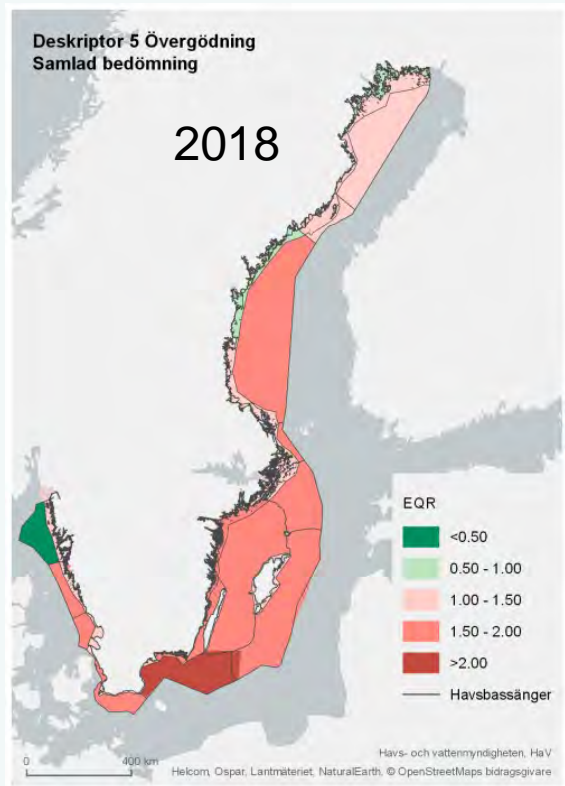 Deskriptor 5 Övergödning
Samlad bedömning
2018
EQR
<0.50
0.50 - 1.00
1.00 - 1.50
1.50 - 2.00
>2.00
Havsbassänger
0 400 km
Havs- och vattenmyndigheten, HaV
Helcom, Ospar, Lantmäteriet, NaturalEarth, © OpenStreetMaps bidragsgivare